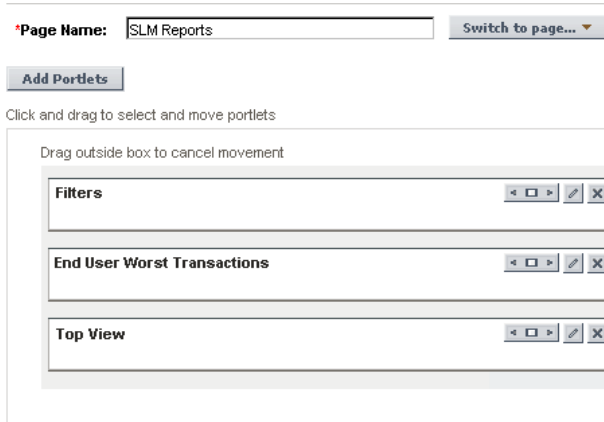 *Page Name: SLM Reports Switch to page...
Add Portlets
Click and drag to select and move portlets
Drag outside box to cancel movement
Filters
End User Worst Transactions
Top View